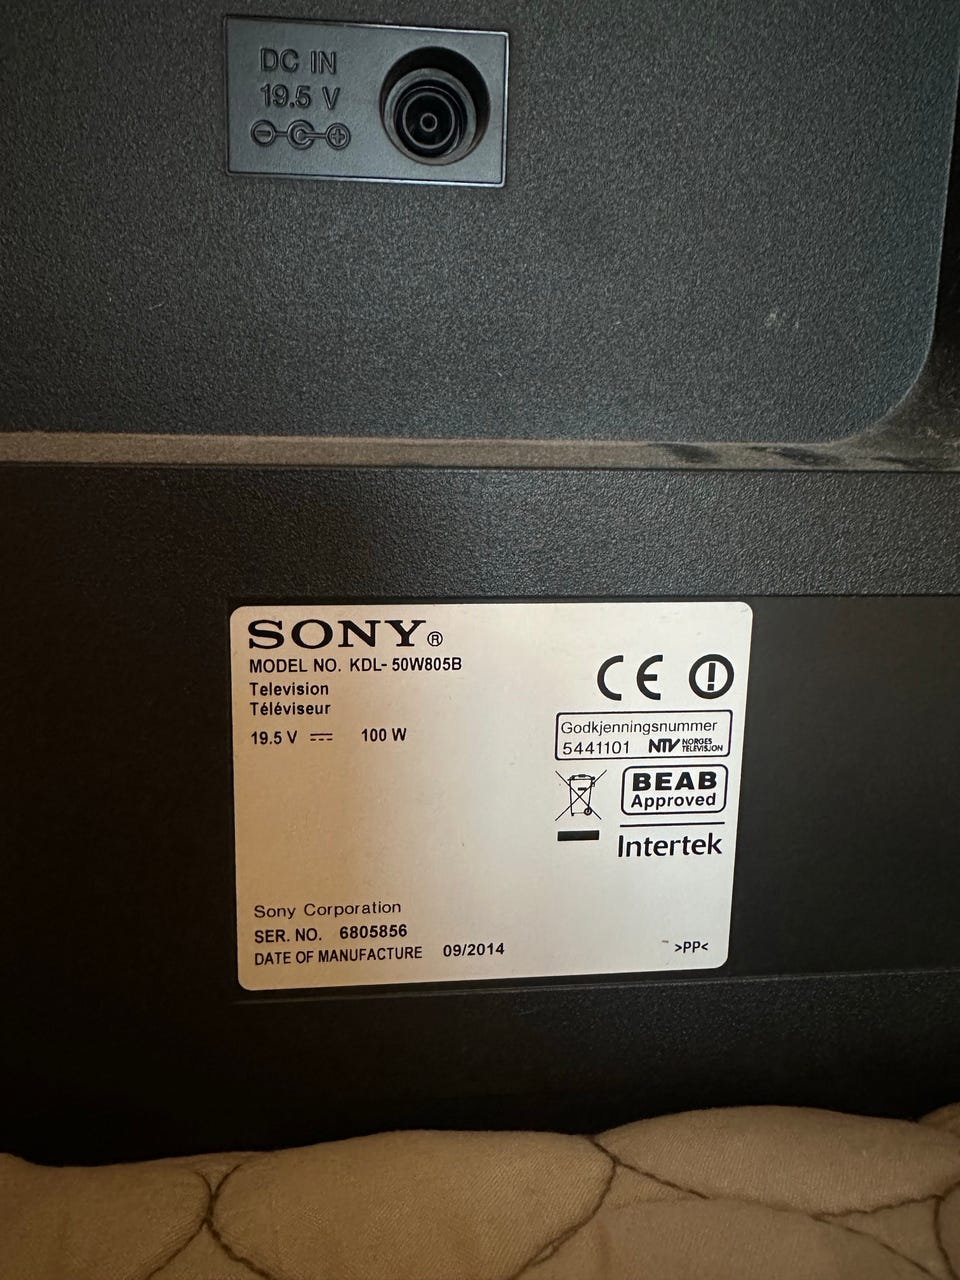 DC IN
19.5 V
SONY®
MODEL NO. KDL- 50W805B
Television
Téléviseur
19.5 V ⎓ 100 W
CE
Godkjenningsnummer
5441101 NTV NORGES TELEVISJON
BEAB
Approved
Intertek
Sony Corporation
SER. NO. 6805856
DATE OF MANUFACTURE 09/2014
>PP<